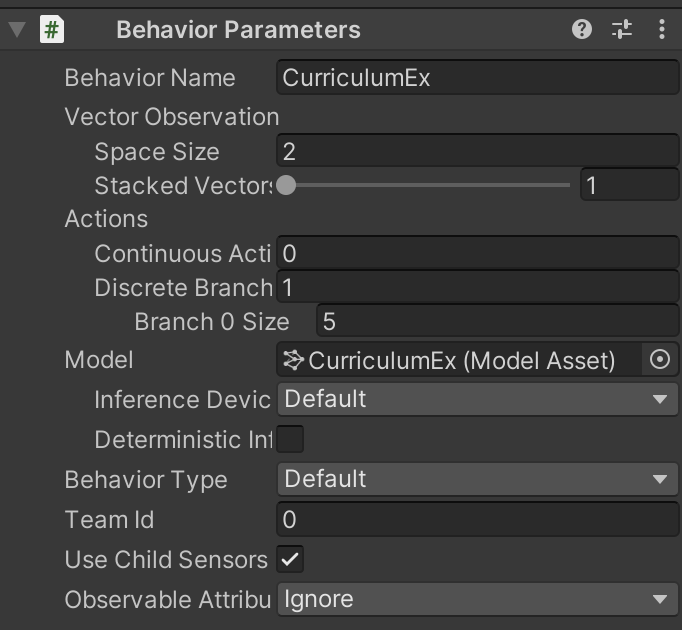 # Behavior Parameters
Behavior Name CurriculumEx
Vector Observation
Space Size 2
Stacked Vectors 1
Actions
Continuous Acti 0
Discrete Branch 1
Branch 0 Size 5
Model CurriculumEx (Model Asset)
Inference Devic Default
Deterministic Inf
Behavior Type Default
Team Id 0
Use Child Sensors
Observable Attribu Ignore